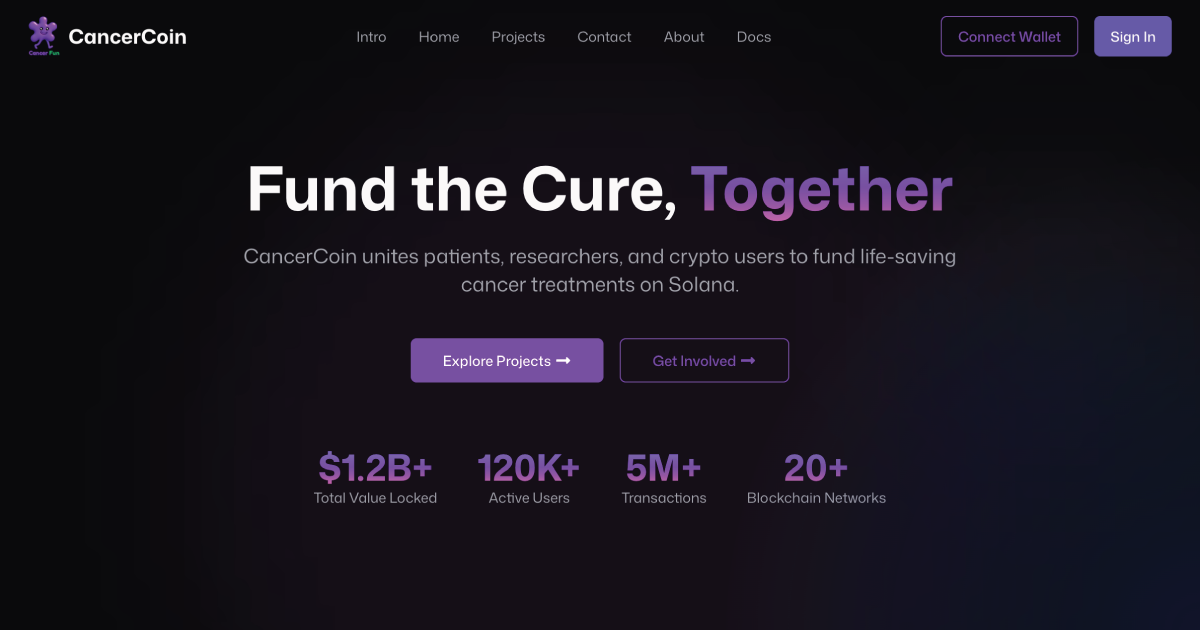 CancerCoin
Cancer Fun
Intro
Home
Projects
Contact
About
Docs
Connect Wallet
Sign In
Fund the Cure, Together
CancerCoin unites patients, researchers, and crypto users to fund life-saving
cancer treatments on Solana.
Explore Projects
Get Involved
$1.2B+
Total Value Locked
120K+
Active Users
5M+
Transactions
20+
Blockchain Networks